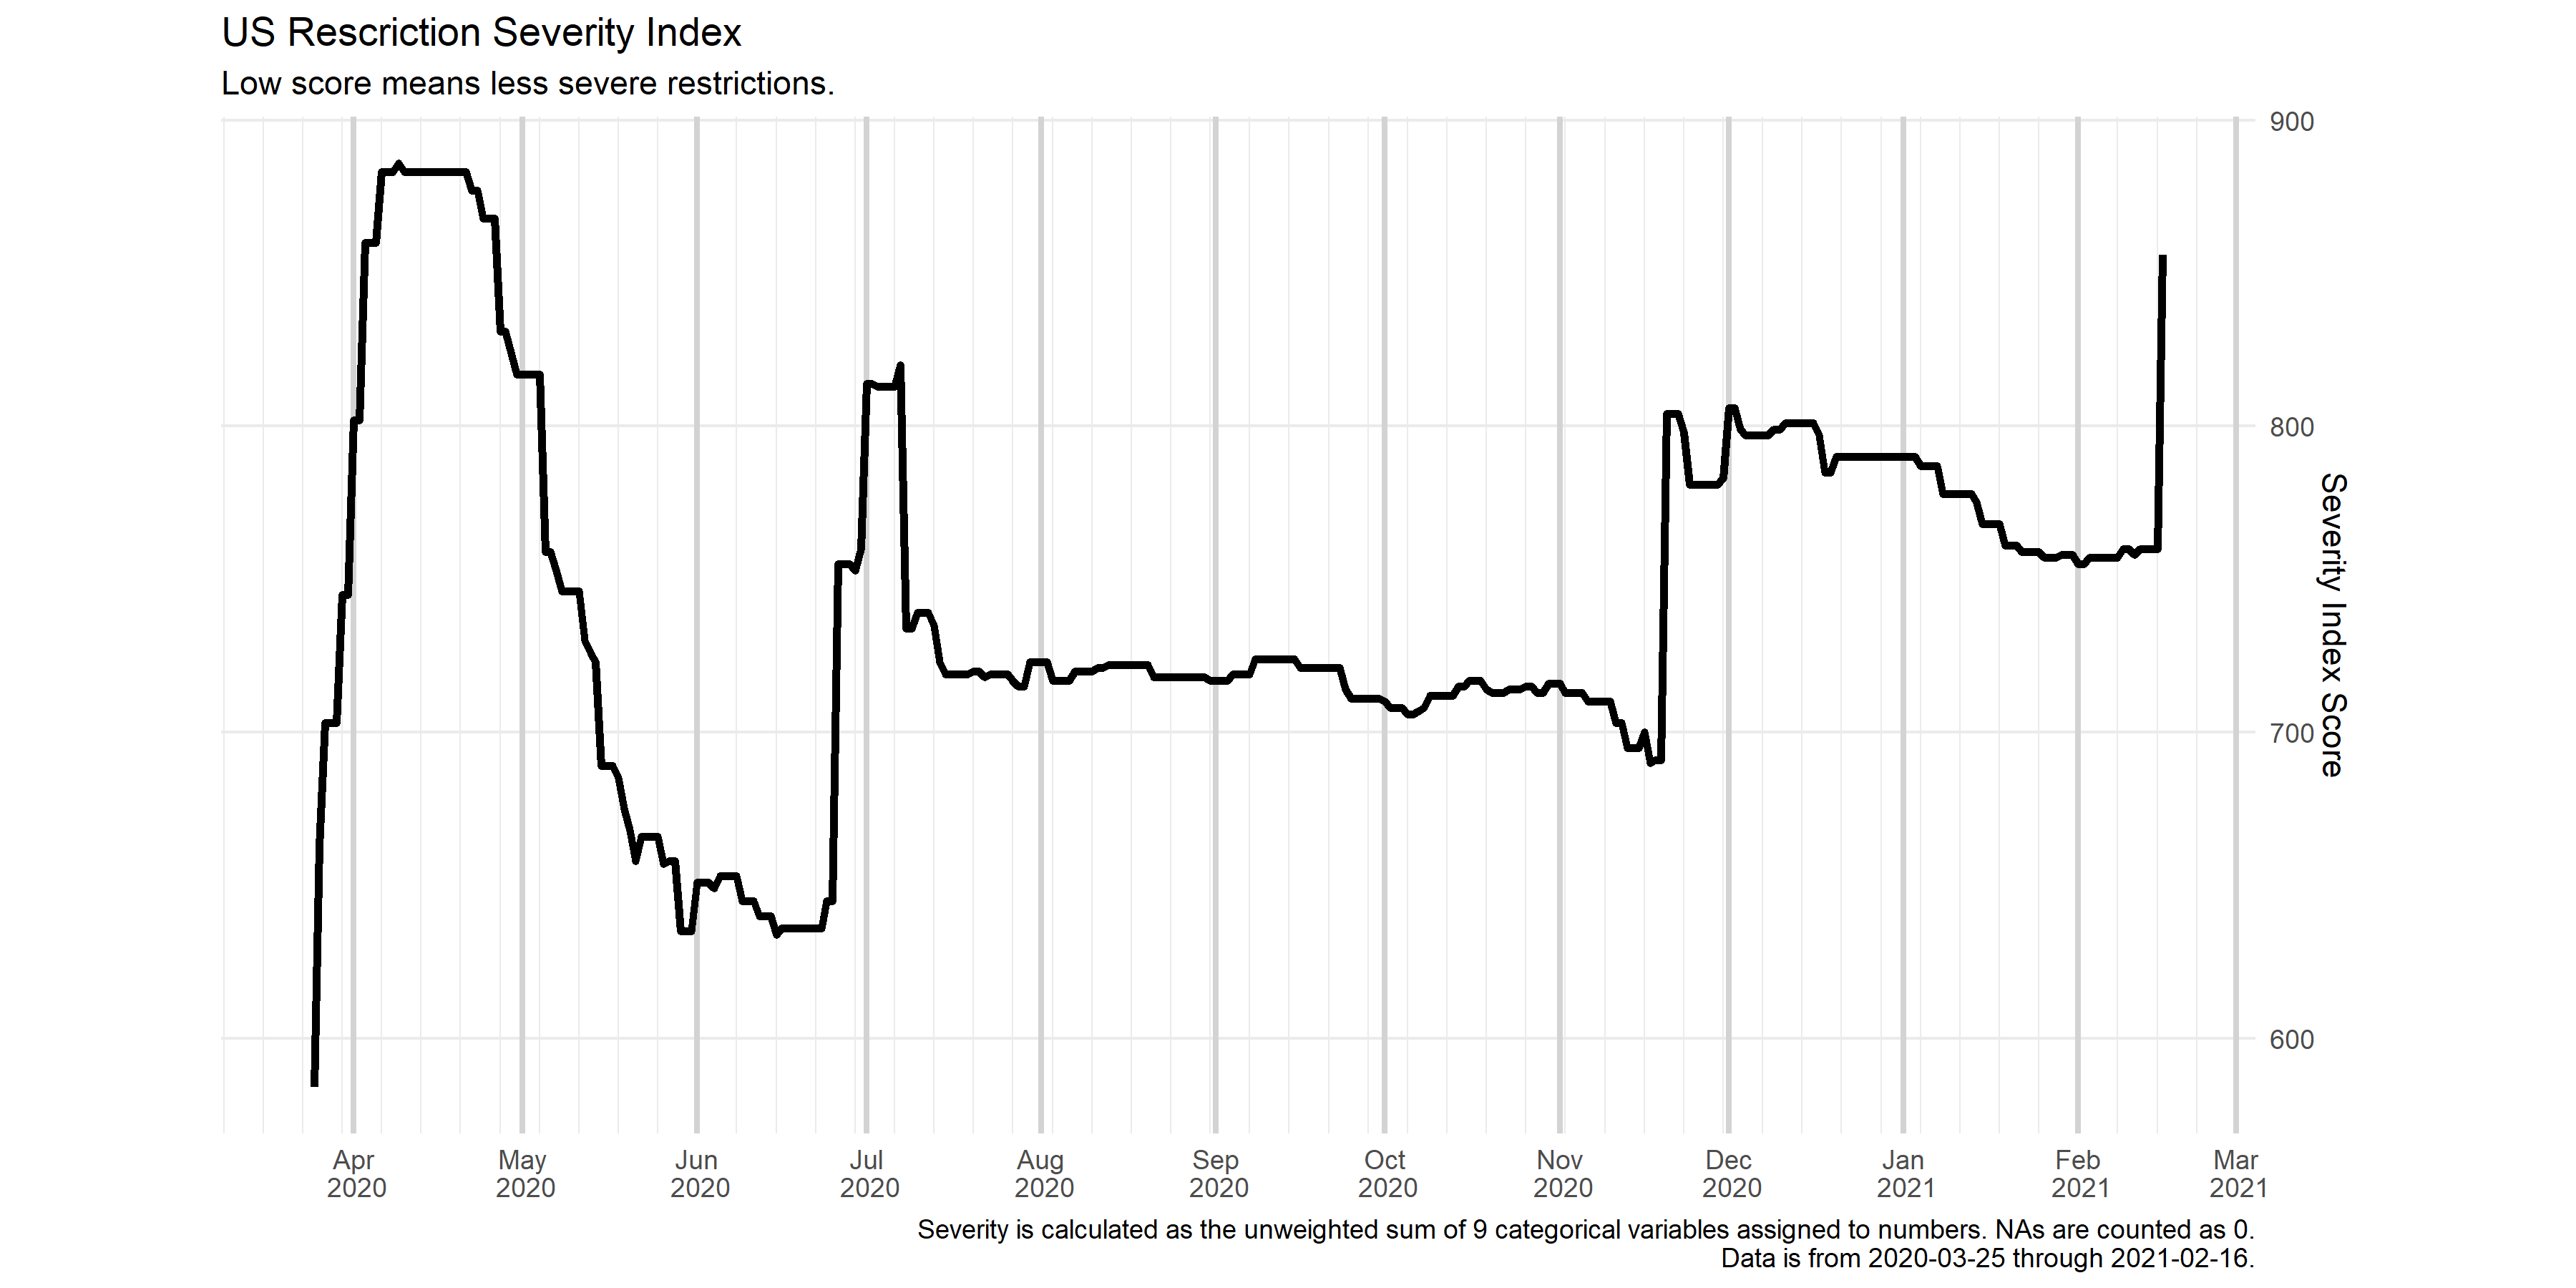 US Rescriction Severity Index
Low score means less severe restrictions.
900
800
700
600
Severity Index Score
Apr
2020
May
2020
Jun
2020
Jul
2020
Aug
2020
Sep
2020
Oct
2020
Nov
2020
Dec
2020
Jan
2021
Feb
2021
Mar
2021
Severity is calculated as the unweighted sum of 9 categorical variables assigned to numbers. NAs are counted as 0.
Data is from 2020-03-25 through 2021-02-16.